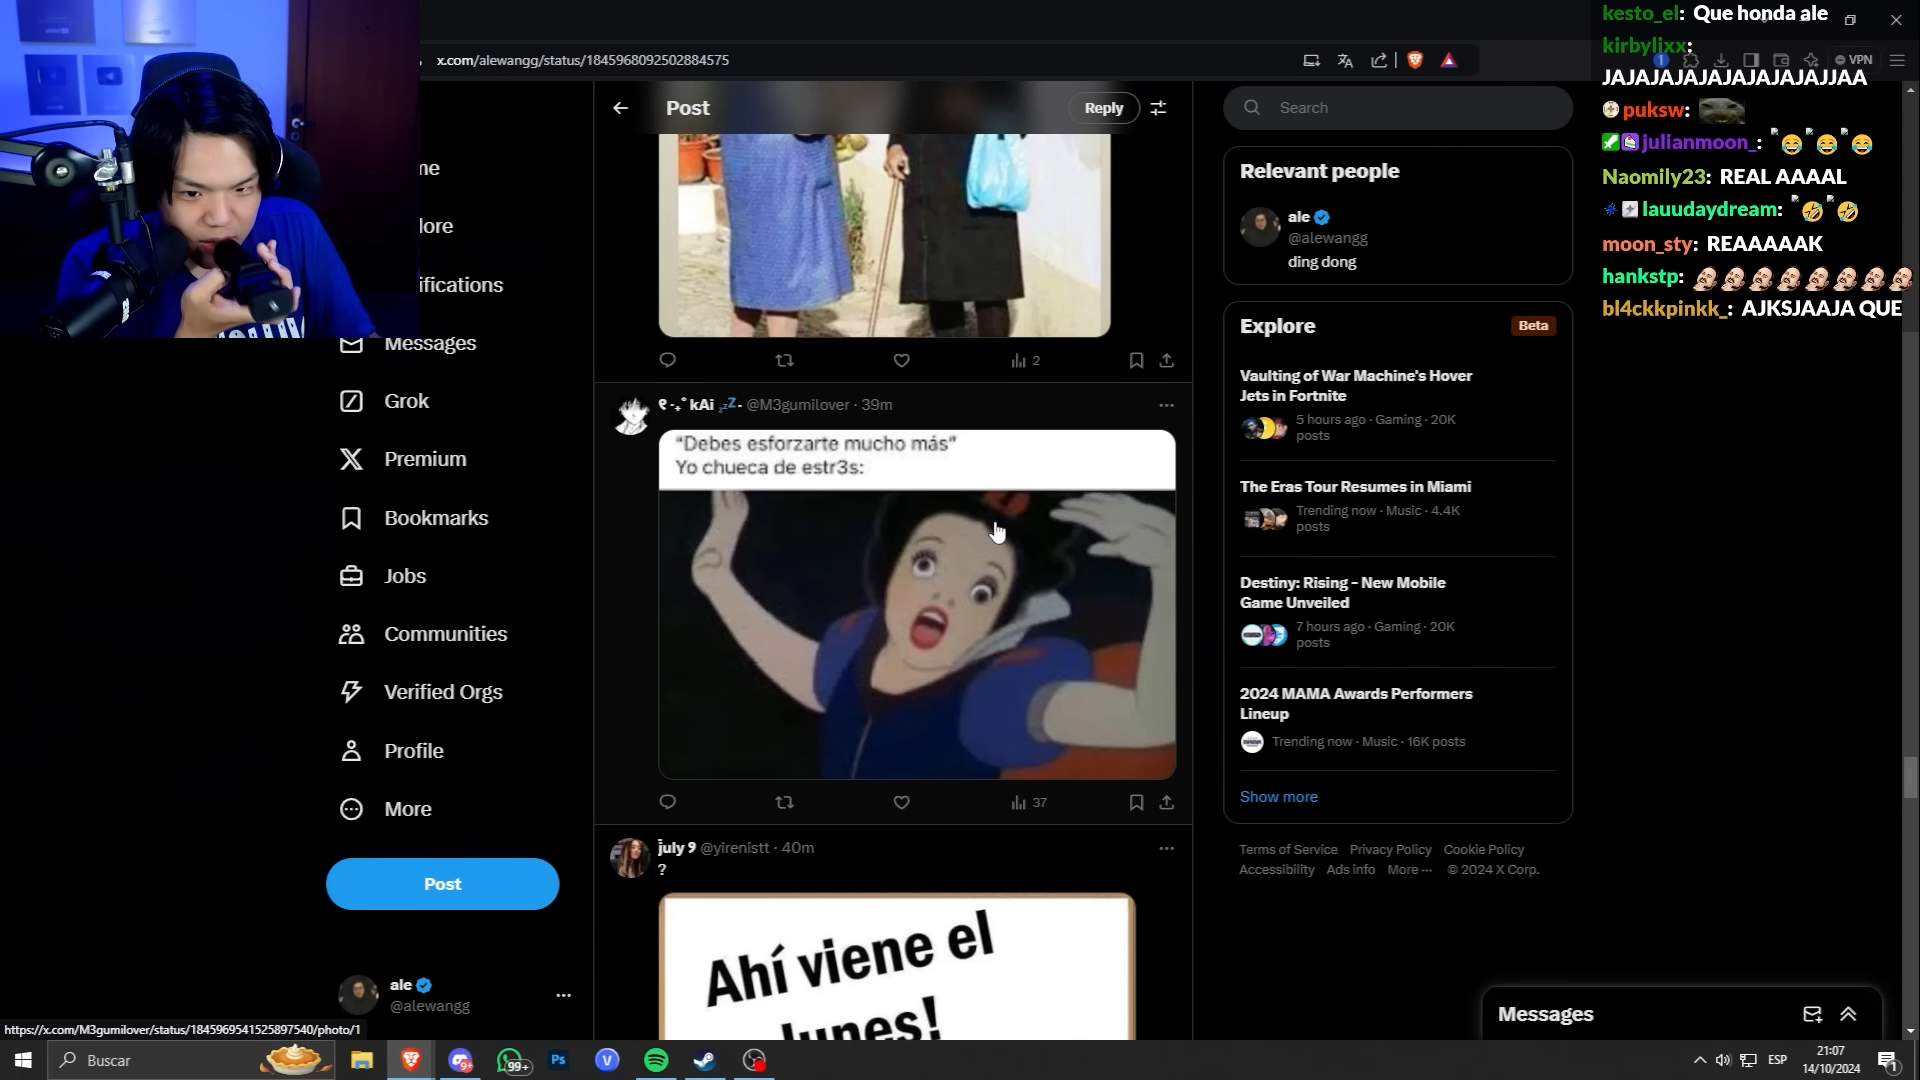 x.com/alewangg/status/1845968092502884575
VPN
Post
Reply
Search
ifications
Messages
Grok
Premium
Bookmarks
Jobs
Communities
Verified Orgs
Profile
More
Post
ale
@alewangg
2
kAi @M3gumilover · 39m
"Debes esforzarte mucho más"
Yo chueca de estr3s:
37
july 9 @yirenistt · 40m
?
Ahí viene el
lunes!
Relevant people
ale
@alewangg
ding dong
Explore
Beta
Vaulting of War Machine's Hover
Jets in Fortnite
5 hours ago · Gaming · 20K
posts
The Eras Tour Resumes in Miami
Trending now · Music · 4.4K
posts
Destiny: Rising – New Mobile
Game Unveiled
7 hours ago · Gaming · 20K
posts
2024 MAMA Awards Performers
Lineup
Trending now · Music · 16K posts
Show more
Terms of Service Privacy Policy Cookie Policy
Accessibility Ads info More ··· © 2024 X Corp.
Messages
kesto_el: Que honda ale
kirbylixx:
JAJAJAJAJAJAJAJAJAJJAA
puksw:
julianmoon_:
Naomily23: REAL AAAAL
lauudaydream:
moon_sty: REAAAAAK
hankstp:
bl4ckkpinkk_: AJKSJAAJA QUE
https://x.com/M3gumilover/status/1845969541525897540/photo/1
Buscar
9+
99+
Ps
V
ESP
21:07
14/10/2024
1